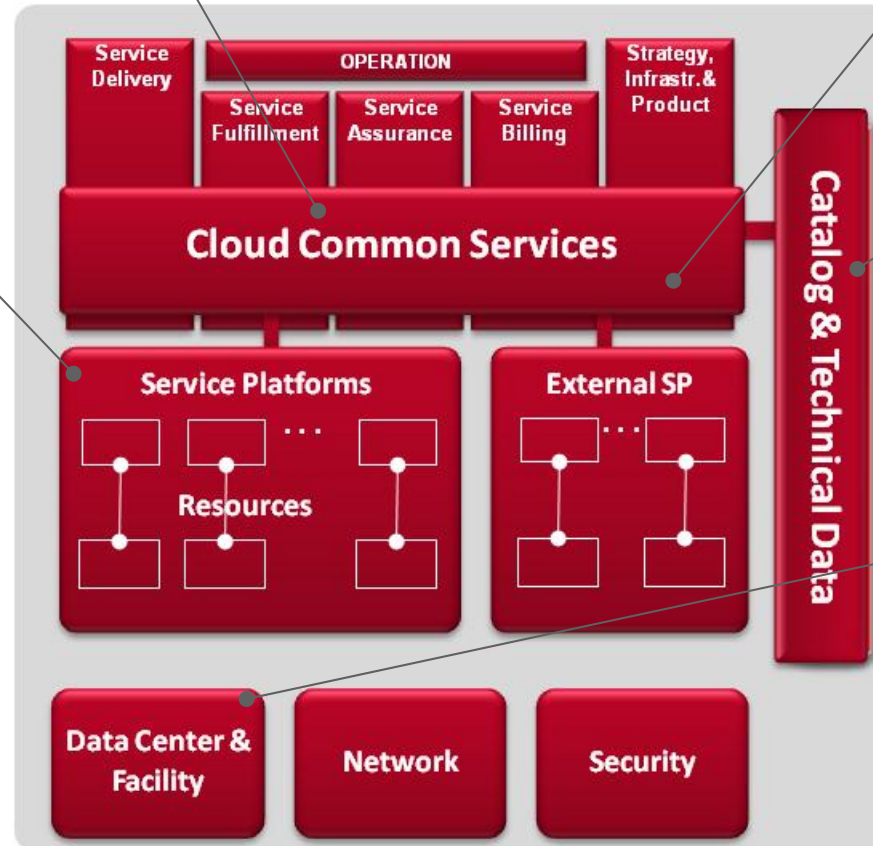 Service
Delivery
OPERATION
Strategy,
Infrastr.&
Product
Service
Fulfillment
Service
Assurance
Service
Billing
Cloud Common Services
Catalog & Technical Data
Service Platforms
...
Resources
External SP
...
Data Center &
Facility
Network
Security